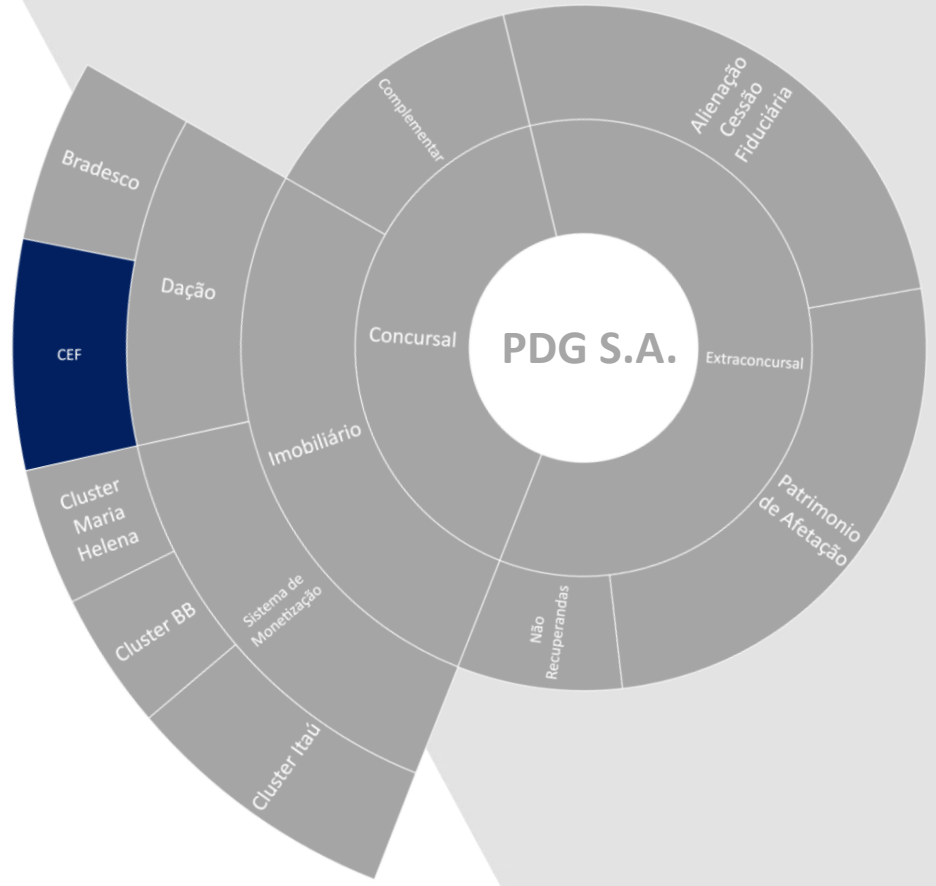 PDG S.A.
Concursal
Extraconcursal
Complementar
Imobiliário
Alienação
Cessão
Fiduciária
Patrimonio
de Afetação
Não
Recuperandas
Dação
Sistema de
Monetização
Bradesco
CEF
Cluster
Maria
Helena
Cluster BB
Cluster Itaú